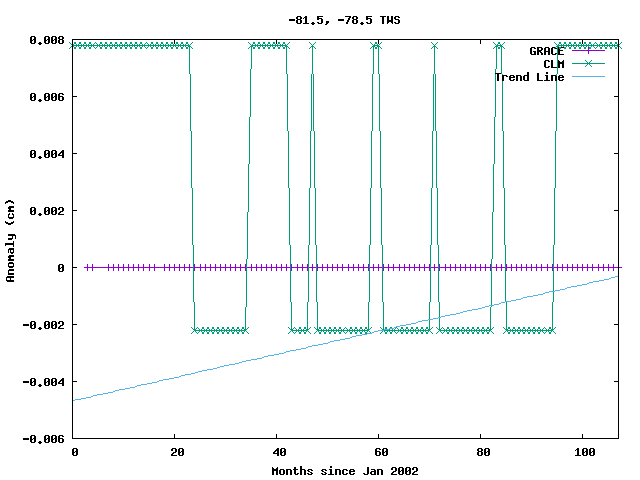 -81.5, -78.5 TWS
0.008
0.006
0.004
0.002
0
-0.002
-0.004
-0.006
Anomaly (cm)
GRACE
CLM
Trend Line
0 20 40 60 80 100
Months since Jan 2002